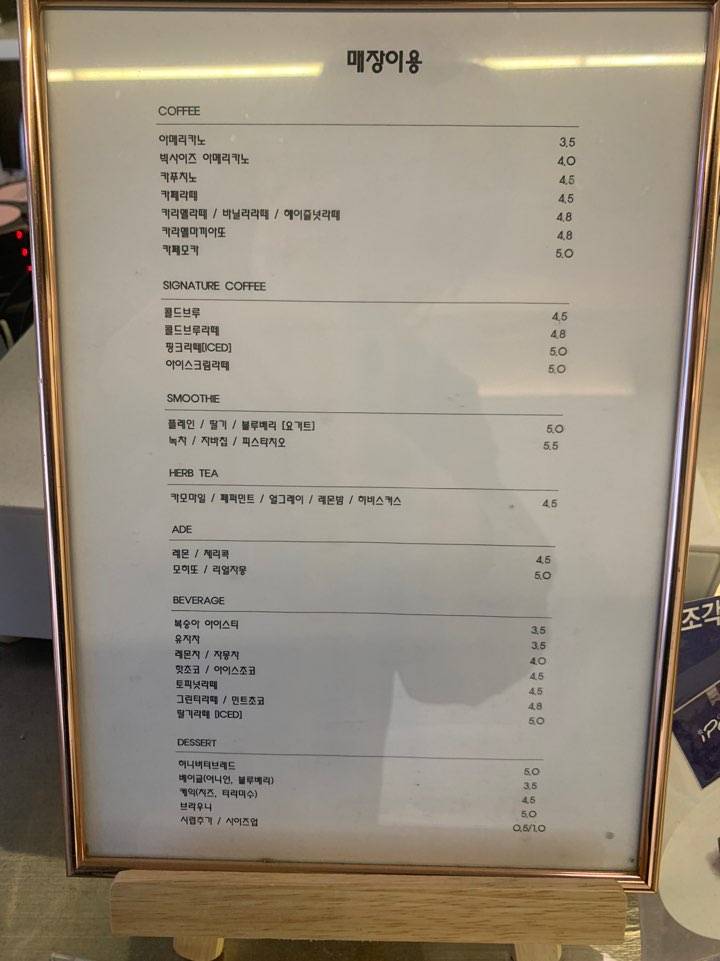 매장이용
COFFEE
아메리카노 3.5
빅사이즈 아메리카노 4.0
카푸치노 4.5
카페라떼 4.5
카라멜라떼 / 바닐라라떼 / 헤이즐넛라떼 4.8
카라멜마끼아또 4.8
카페모카 5.0
SIGNATURE COFFEE
콜드브루 4.5
콜드브루라떼 4.8
핑크라떼[ICED] 5.0
아이스크림라떼 5.0
SMOOTHIE
플레인 / 딸기 / 블루베리 [요거트] 5.0
녹차 / 자바칩 / 피스타치오 5.5
HERB TEA
카모마일 / 페퍼민트 / 얼그레이 / 레몬밤 / 히비스커스 4.5
ADE
레몬 / 체리콕 4.5
모히또 / 리얼자몽 5.0
BEVERAGE
복숭아 아이스티 3.5
유자차 3.5
레몬차 / 자몽차 4.0
핫초코 / 아이스초코 4.5
토피넛라떼 4.5
그린티라떼 / 민트초코 4.8
딸기라떼 [ICED] 5.0
DESSERT
허니버터브레드 5.0
베이글(어니언, 블루베리) 3.5
케익(치즈, 티라미수) 4.5
브라우니 5.0
시럽추가 / 사이즈업 0.5/1.0
조각